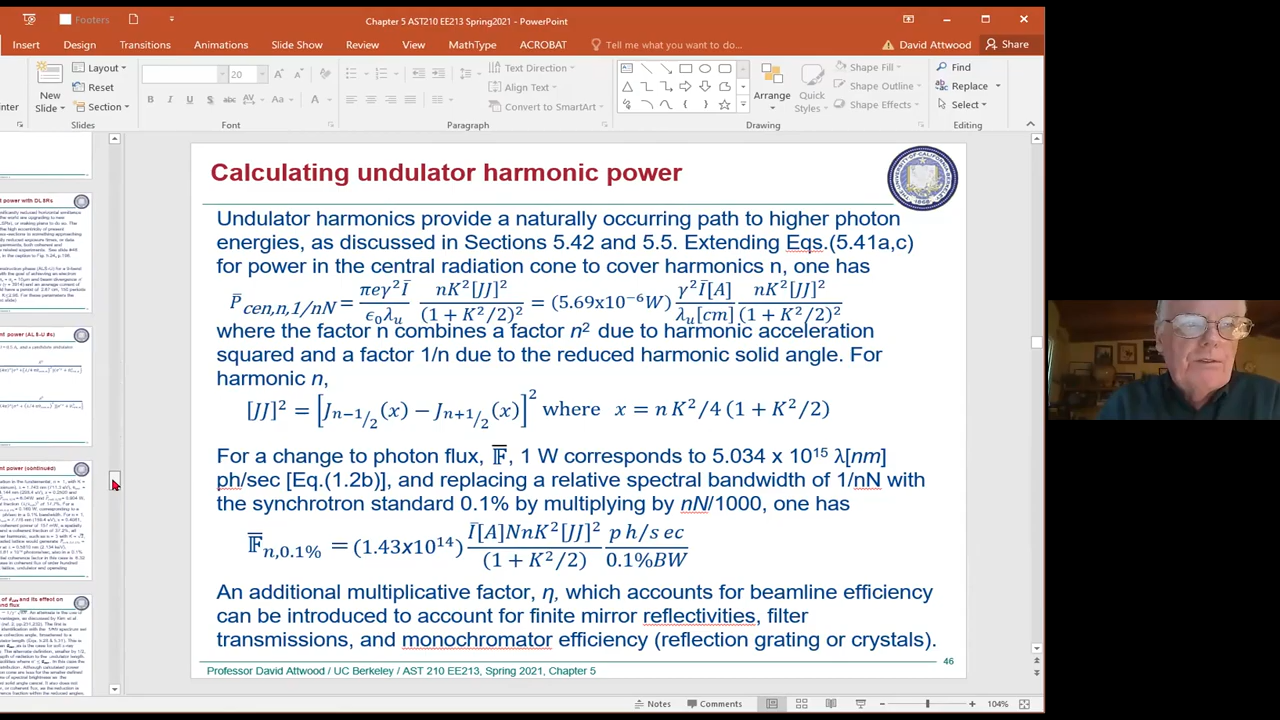 Footers
Chapter 5 AST210 EE213 Spring2021 - PowerPoint
Insert Design Transitions Animations Slide Show Review View MathType ACROBAT Tell me what you want to do... David Attwood Share
New Slide Layout Reset Section
20
Text Direction Align Text Convert to SmartArt
Arrange Quick Styles Shape Fill Shape Outline Shape Effects
Find Replace Select
Slides Font Paragraph Drawing Editing
Calculating undulator harmonic power
Undulator harmonics provide a naturally occurring path to higher photon
energies, as discussed in Sections 5.42 and 5.5. Extending Eqs.(5.41a,c)
for power in the central radiation cone to cover harmonics n, one has
P̄cen,n,1/nN = πeγ²Ī/ϵ₀λᵤ nK²[JJ]²/(1 + K²/2)² = (5.69x10⁻⁶W) γ²Ī[A]/λᵤ[cm] nK²[JJ]²/(1 + K²/2)²
where the factor n combines a factor n² due to harmonic acceleration
squared and a factor 1/n due to the reduced harmonic solid angle. For
harmonic n,
[JJ]² = [Jn−1/2(x) − Jn+1/2(x)]² where x = n K²/4 (1 + K²/2)
For a change to photon flux, F̄, 1 W corresponds to 5.034 x 10¹⁵ λ[nm]
ph/sec [Eq.(1.2b)], and replacing a relative spectral bandwidth of 1/nN with
the synchrotron standard 0.1% by multiplying by nN/1000, one has
F̄n,0.1% = (1.43x10¹⁴) I[A]NnK²[JJ]²/(1 + K²/2) p h/s ec/0.1%BW
An additional multiplicative factor, η, which accounts for beamline efficiency
can be introduced to account for finite mirror reflectivities, filter
transmissions, and monochromator efficiency (reflection grating or crystals).
Professor David Attwood / UC Berkeley / AST 210 EE213, Spring 2021, Chapter 5
46
Notes Comments 104%